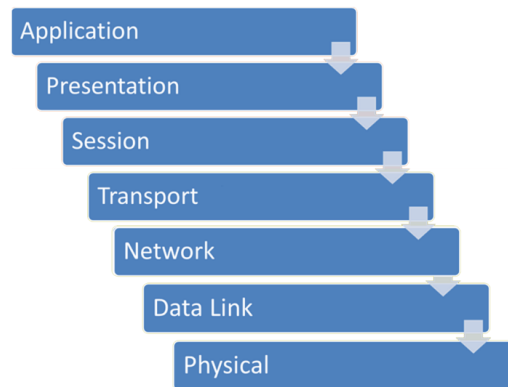 Application
Presentation
Session
Transport
Network
Data Link
Physical